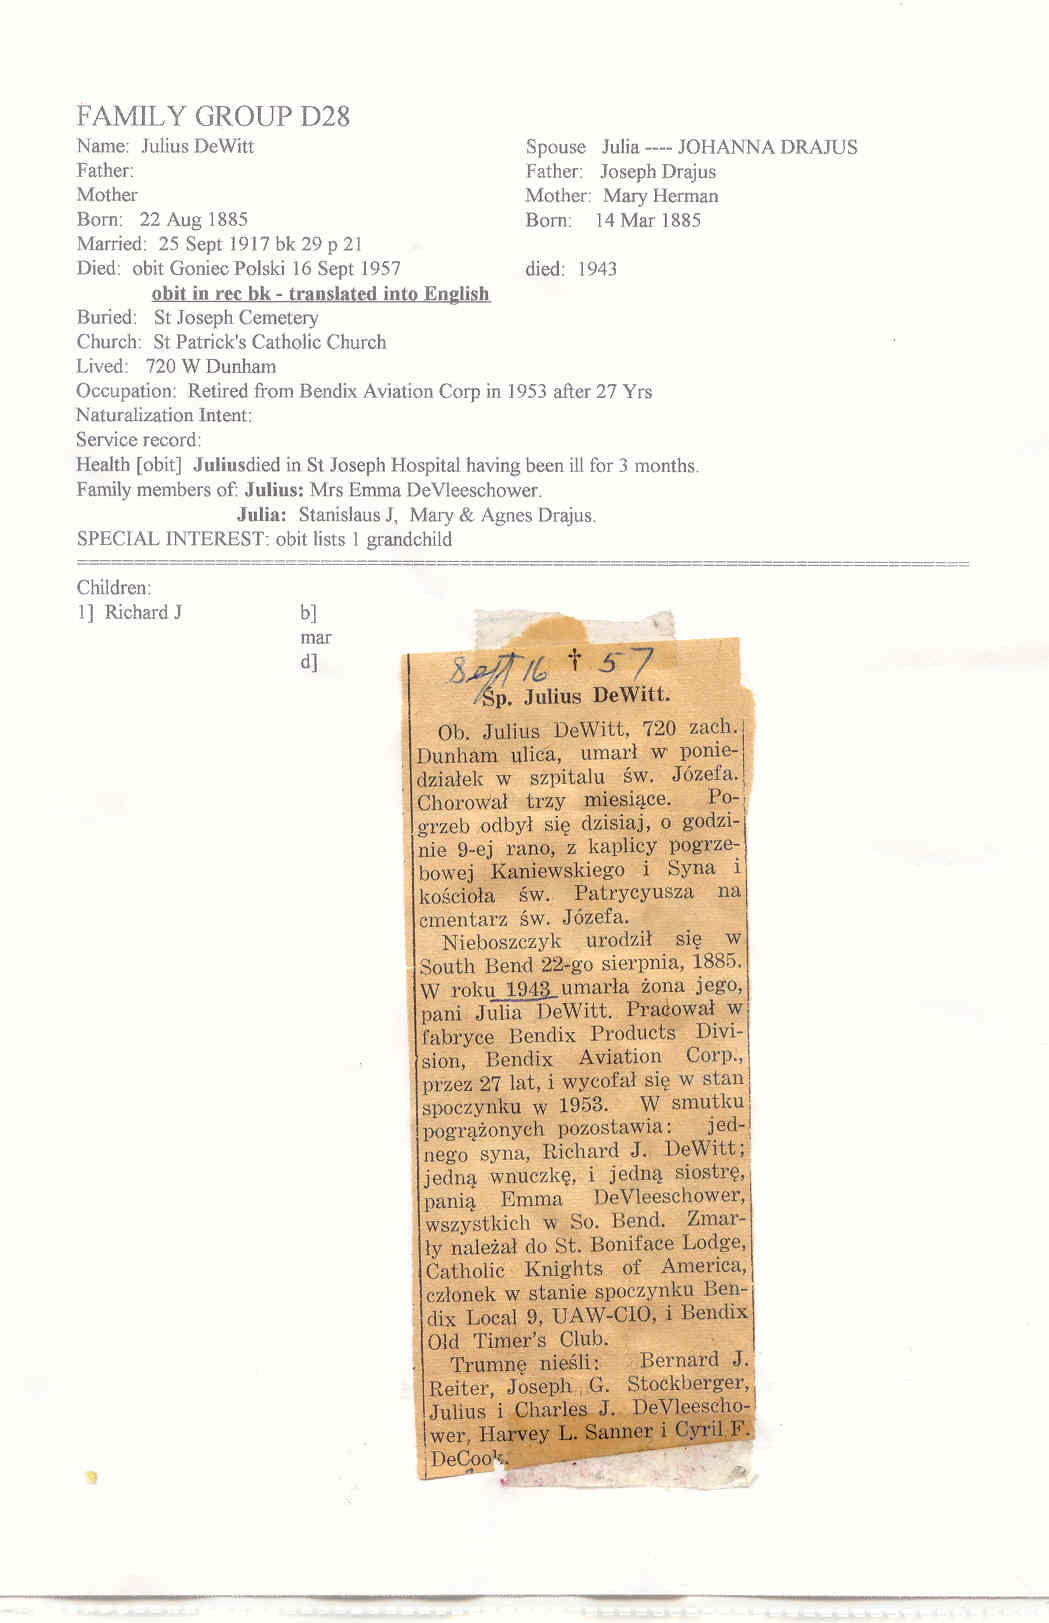 FAMILY GROUP D28
Name: Julius DeWitt Spouse Julia ---- JOHANNA DRAJUS
Father: Father: Joseph Drajus
Mother Mother: Mary Herman
Born: 22 Aug 1885 Born: 14 Mar 1885
Married: 25 Sept 1917 bk 29 p 21
Died: obit Goniec Polski 16 Sept 1957 died: 1943
obit in rec bk - translated into English
Buried: St Joseph Cemetery
Church: St Patrick's Catholic Church
Lived: 720 W Dunham
Occupation: Retired from Bendix Aviation Corp in 1953 after 27 Yrs
Naturalization Intent:
Service record:
Health [obit] Juliusdied in St Joseph Hospital having been ill for 3 months.
Family members of: Julius: Mrs Emma DeVleeschower.
Julia: Stanislaus J, Mary & Agnes Drajus.
SPECIAL INTEREST: obit lists 1 grandchild
Children:
1] Richard J b]
mar
d]
Sept 16 † 57
Sp. Julius DeWitt.
Ob. Julius DeWitt, 720 zach.
Dunham ulica, umarł w ponie-
działek w szpitalu św. Józefa.
Chorował trzy miesiące. Po-
grzeb odbył się dzisiaj, o godzi-
nie 9-ej rano, z kaplicy pogrze-
bowej Kaniewskiego i Syna i
kościoła św. Patrycyusza na
cmentarz św. Józefa.
Nieboszczyk urodził się w
South Bend 22-go sierpnia, 1885.
W roku 1943 umarła żona jego,
pani Julia DeWitt. Pracował w
fabryce Bendix Products Divi-
sion, Bendix Aviation Corp.,
przez 27 lat, i wycofał się w stan
spoczynku w 1953. W smutku
pogrążonych pozostawia: jed-
nego syna, Richard J. DeWitt;
jedną wnuczkę, i jedną siostrę,
panią Emma DeVleeschower,
wszystkich w So. Bend. Zmar-
ły należał do St. Boniface Lodge,
Catholic Knights of America,
członek w stanie spoczynku Ben-
dix Local 9, UAW-CIO, i Bendix
Old Timer's Club.
Trumnę nieśli: Bernard J.
Reiter, Joseph G. Stockberger,
Julius i Charles J. DeVleescho-
wer, Harvey L. Sanner i Cyril F.
DeCook.